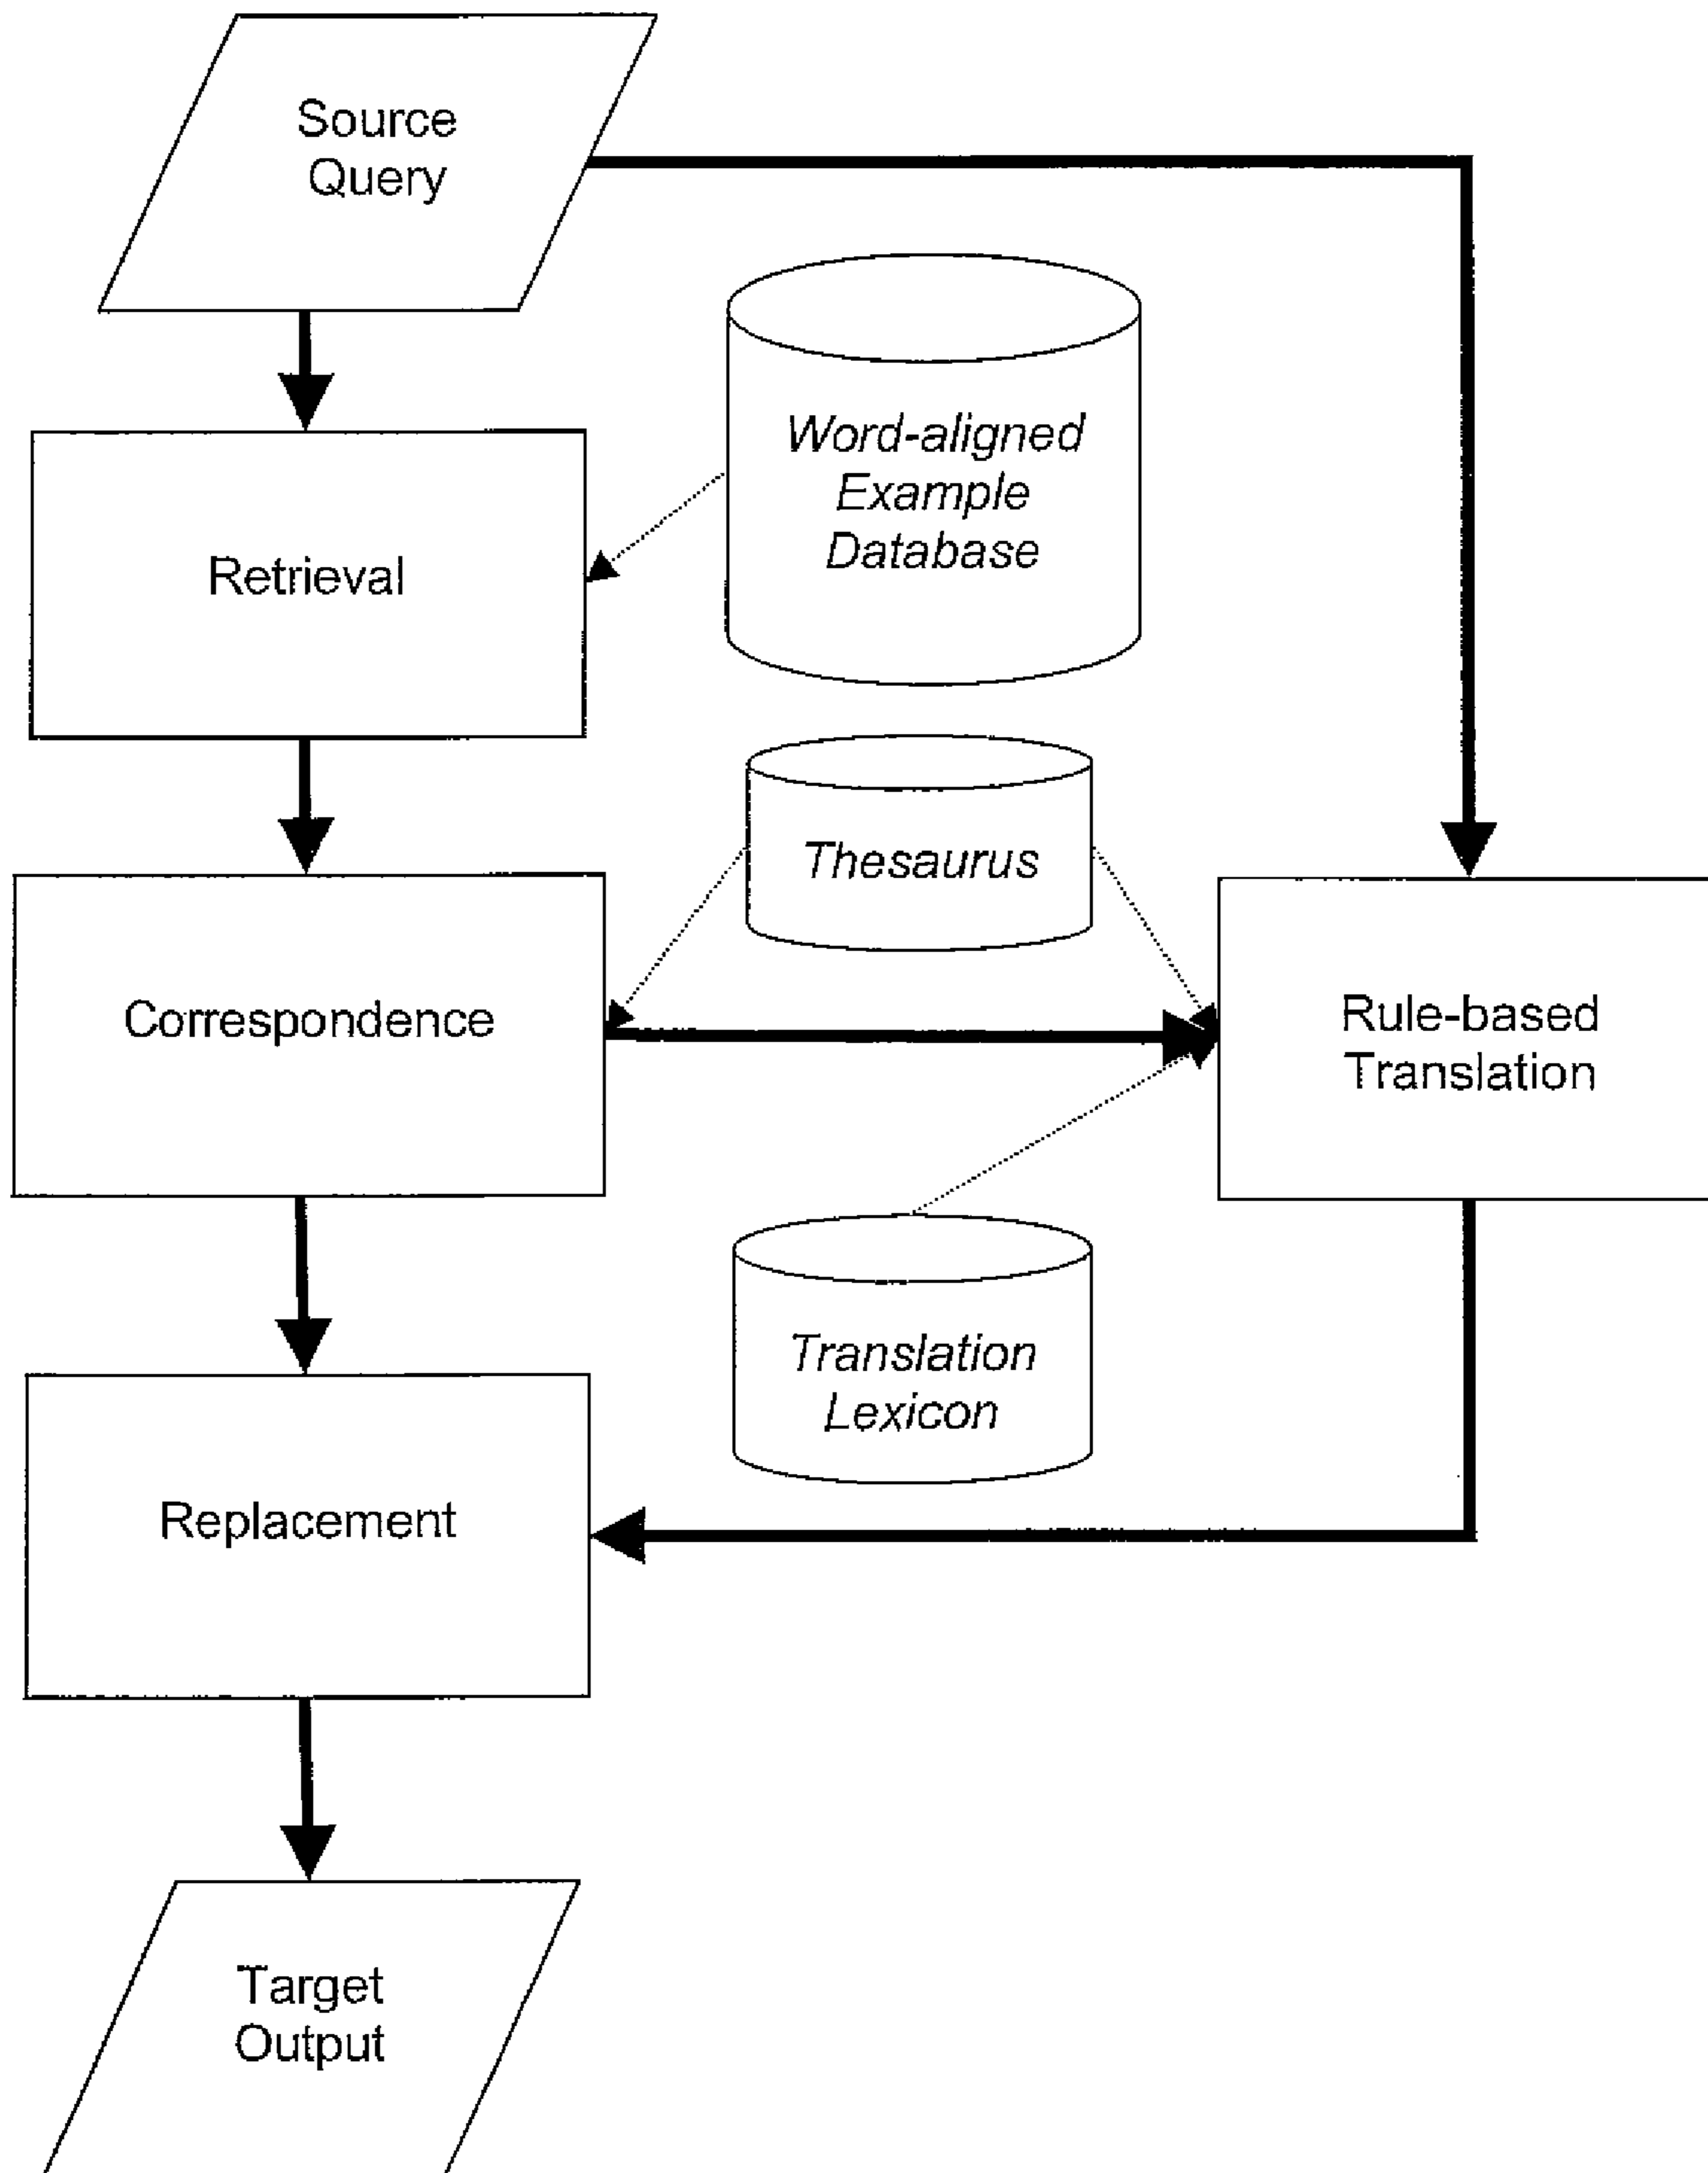 Source
Query
Word-aligned
Example
Database
Retrieval
Thesaurus
Correspondence
Rule-based
Translation
Translation
Lexicon
Replacement
Target
Output